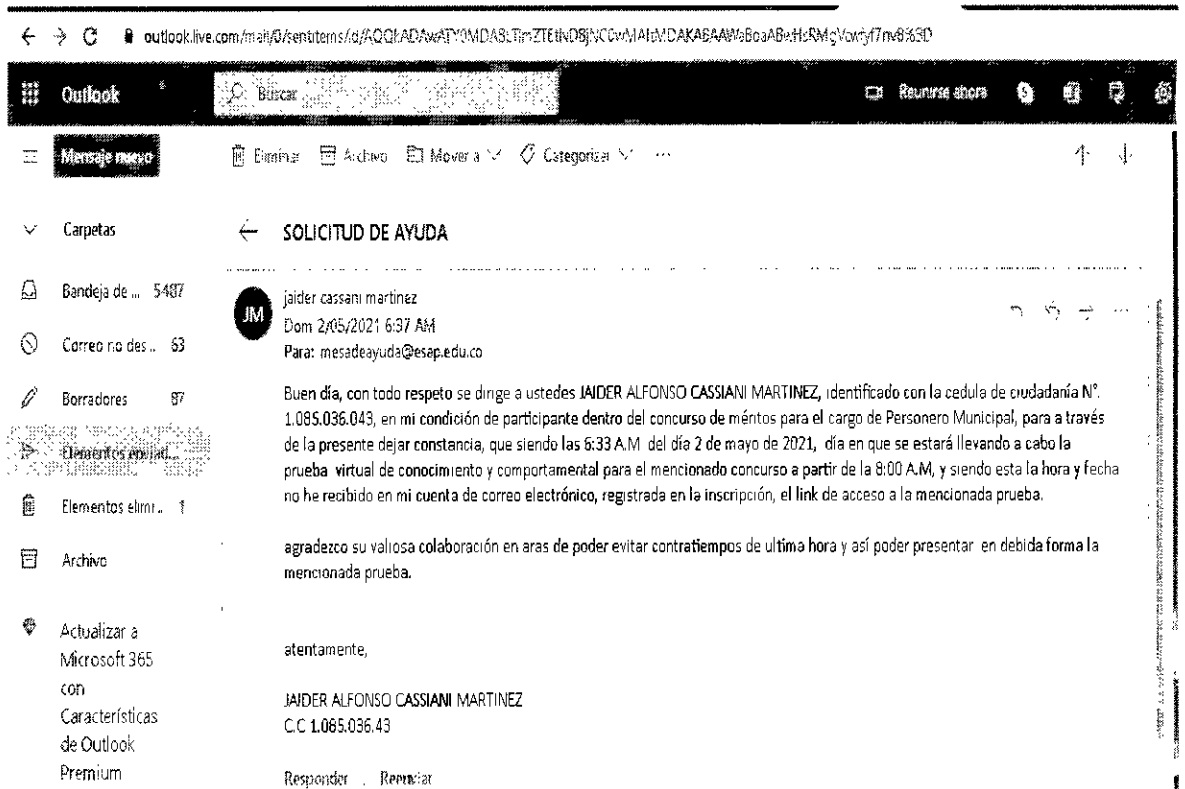 Outlook
Buscar
Reunirse ahora
Mensaje nuevo
Eliminar Archivo Mover a Categorizar ...
Carpetas
SOLICITUD DE AYUDA
Bandeja de ... 5487
Correo no des .. 63
Borradores 87
Elementos enviad...
Elementos elimi .. 1
Archivo
Actualizar a
Microsoft 365
con
Características
de Outlook
Premium
JM
jaider cassani martinez
Dom 2/05/2021 6:37 AM
Para: mesadeayuda@esap.edu.co
Buen día, con todo respeto se dirige a ustedes JAIDER ALFONSO CASSIANI MARTINEZ, identificado con la cedula de ciudadanía N°.
1.085.036.043, en mi condición de participante dentro del concurso de méritos para el cargo de Personero Municipal, para a través
de la presente dejar constancia, que siendo las 6:33 A.M del día 2 de mayo de 2021, día en que se estará llevando a cabo la
prueba virtual de conocimiento y comportamental para el mencionado concurso a partir de la 8:00 A.M, y siendo esta la hora y fecha
no he recibido en mi cuenta de correo electrónico, registrada en la inscripción, el link de acceso a la mencionada prueba.
agradezco su valiosa colaboración en aras de poder evitar contratiempos de ultima hora y así poder presentar en debida forma la
mencionada prueba.
atentamente,
JAIDER ALFONSO CASSIANI MARTINEZ
C.C 1.085.036.43
Responder Reenviar